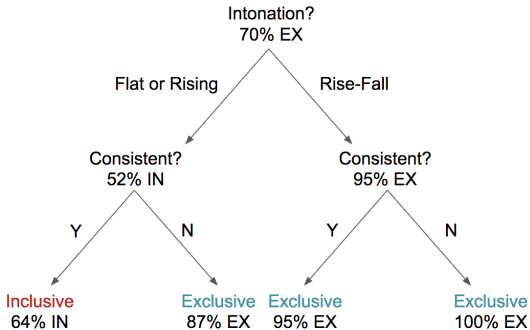 Intonation?
70% EX
Flat or Rising
Rise-Fall
Consistent?
52% IN
Consistent?
95% EX
Y
N
Y
N
Inclusive
64% IN
Exclusive
87% EX
Exclusive
95% EX
Exclusive
100% EX